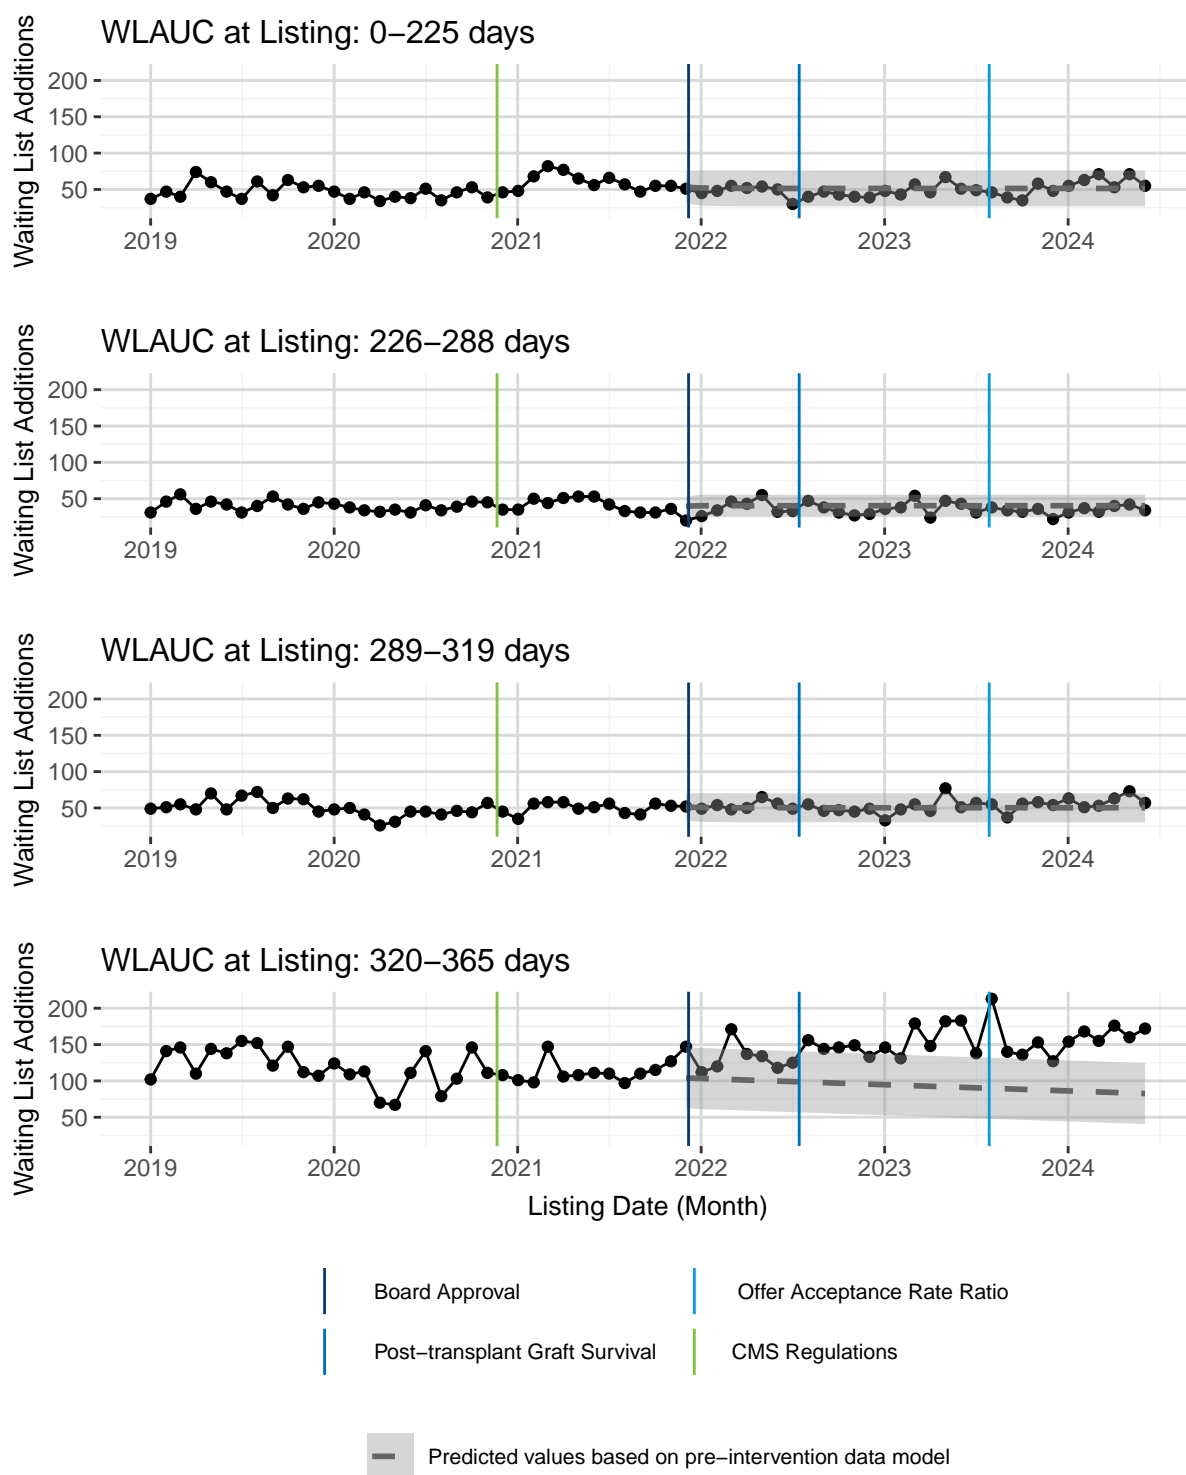 WLAUC at Listing: 0−225 days
Waiting List Additions
200
150
100
50
2019 2020 2021 2022 2023 2024
WLAUC at Listing: 226−288 days
Waiting List Additions
200
150
100
50
2019 2020 2021 2022 2023 2024
WLAUC at Listing: 289−319 days
Waiting List Additions
200
150
100
50
2019 2020 2021 2022 2023 2024
WLAUC at Listing: 320−365 days
Waiting List Additions
200
150
100
50
2019 2020 2021 2022 2023 2024
Listing Date (Month)
Board Approval
Offer Acceptance Rate Ratio
Post−transplant Graft Survival
CMS Regulations
Predicted values based on pre−intervention data model